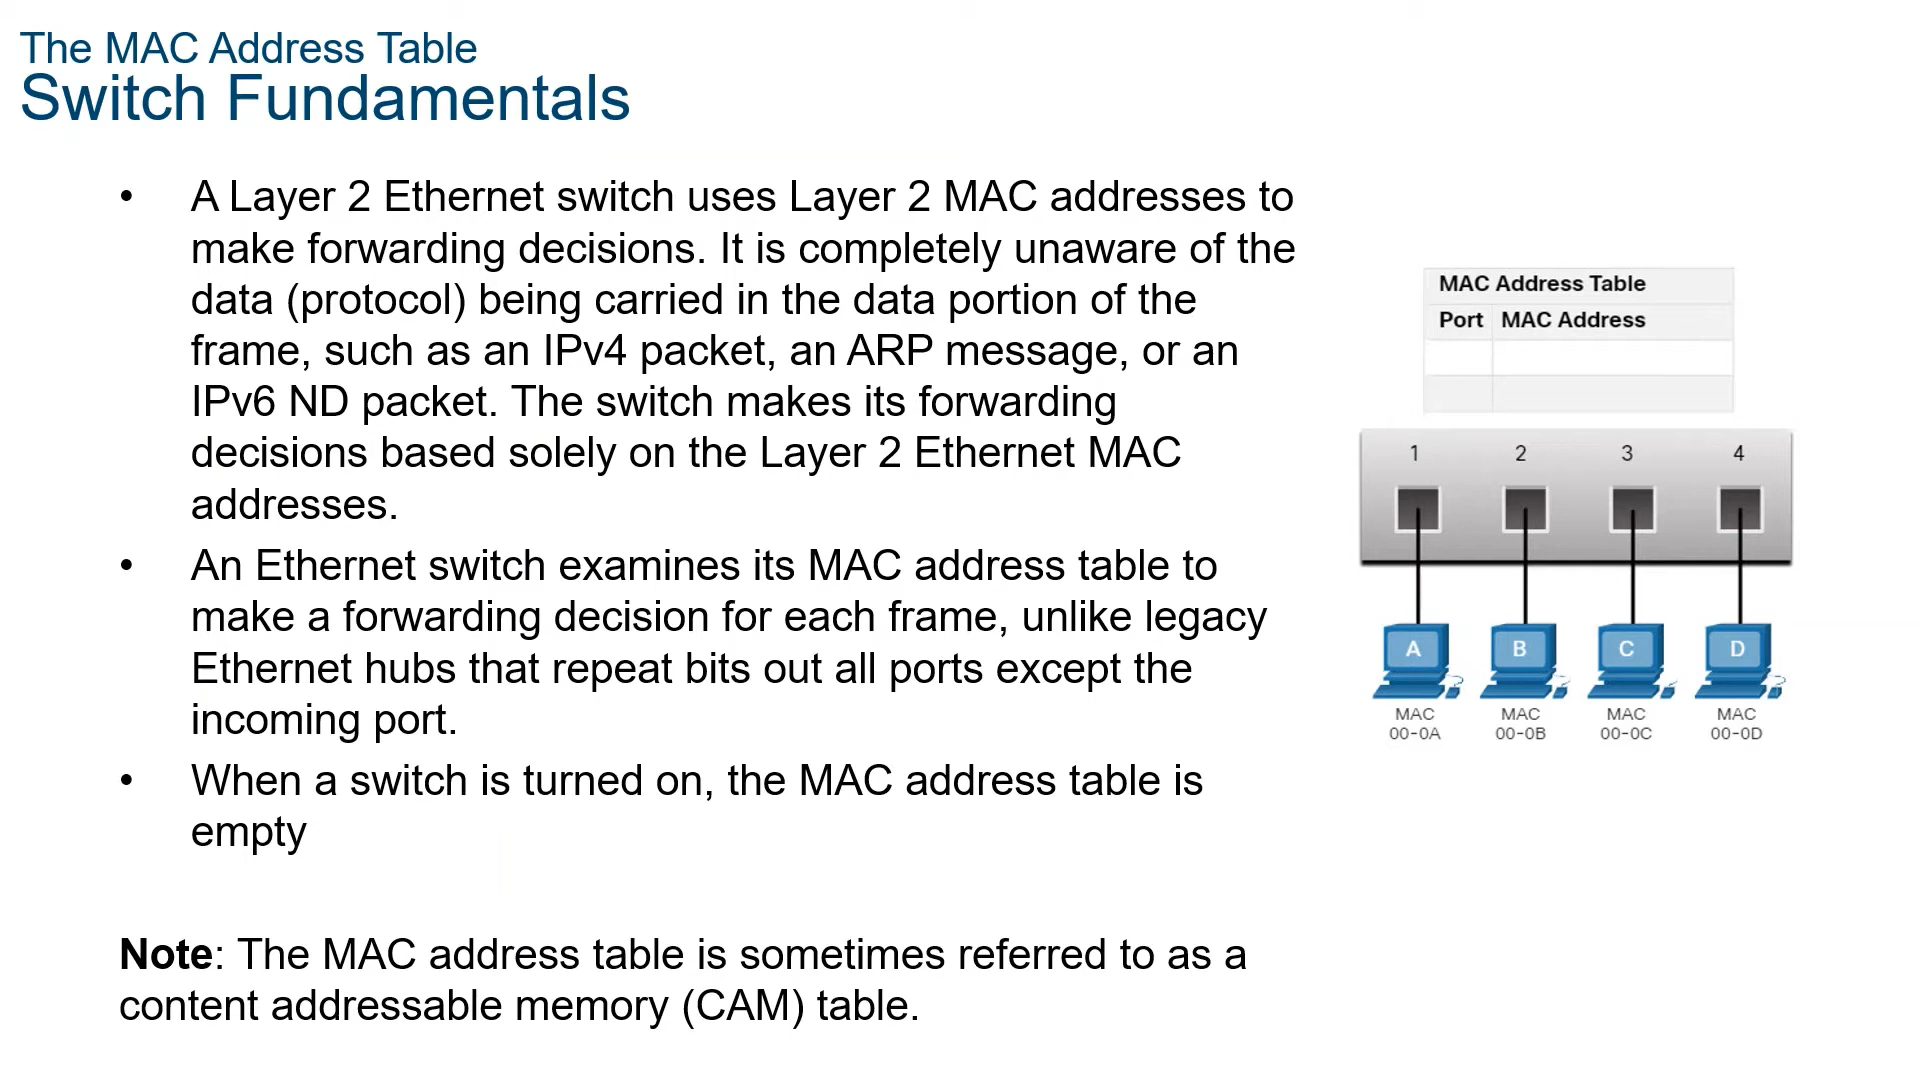 The MAC Address Table
Switch Fundamentals
• A Layer 2 Ethernet switch uses Layer 2 MAC addresses to
make forwarding decisions. It is completely unaware of the
data (protocol) being carried in the data portion of the
frame, such as an IPv4 packet, an ARP message, or an
IPv6 ND packet. The switch makes its forwarding
decisions based solely on the Layer 2 Ethernet MAC
addresses.
• An Ethernet switch examines its MAC address table to
make a forwarding decision for each frame, unlike legacy
Ethernet hubs that repeat bits out all ports except the
incoming port.
• When a switch is turned on, the MAC address table is
empty
Note: The MAC address table is sometimes referred to as a
content addressable memory (CAM) table.
MAC Address Table
Port MAC Address
1 2 3 4
A B C D
MAC MAC MAC MAC
00-0A 00-0B 00-0C 00-0D